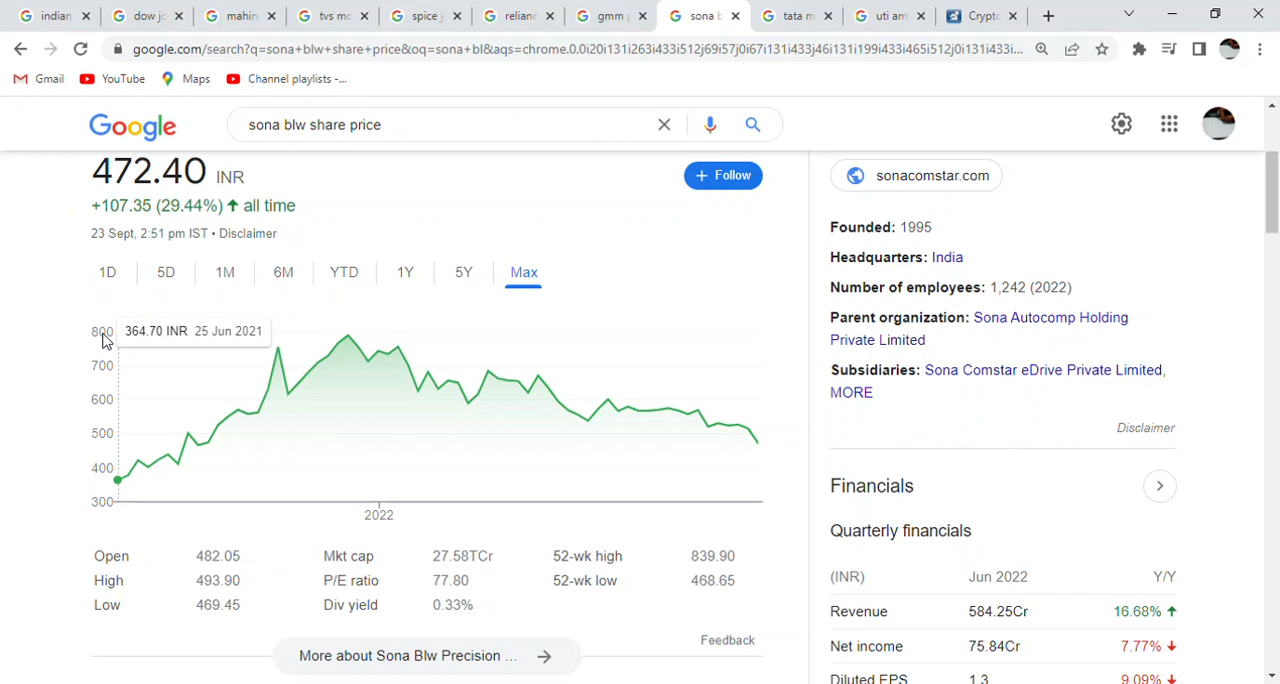 indian
dow jo
mahin
tvs mo
spice j
relianc
gmm p
sona b
tata m
uti am
Crypto
google.com/search?q=sona+blw+share+price&oq=sona+bl&aqs=chrome.0.0i20i131i263i433i512j69i57j0i67i131i433j46i131i199i433i465i512j0i131i433i...
Gmail
YouTube
Maps
Channel playlists -...
Google
sona blw share price
472.40 INR
+ Follow
+107.35 (29.44%) ↑ all time
23 Sept, 2:51 pm IST • Disclaimer
1D 5D 1M 6M YTD 1Y 5Y Max
364.70 INR 25 Jun 2021
800
700
600
500
400
300
2022
Open 482.05 Mkt cap 27.58TCr 52-wk high 839.90
High 493.90 P/E ratio 77.80 52-wk low 468.65
Low 469.45 Div yield 0.33%
Feedback
More about Sona Blw Precision ... →
sonacomstar.com
Founded: 1995
Headquarters: India
Number of employees: 1,242 (2022)
Parent organization: Sona Autocomp Holding
Private Limited
Subsidiaries: Sona Comstar eDrive Private Limited,
MORE
Disclaimer
Financials
Quarterly financials
(INR) Jun 2022 Y/Y
Revenue 584.25Cr 16.68% ↑
Net income 75.84Cr 7.77% ↓
Diluted EPS 1.3 9.09% ↓